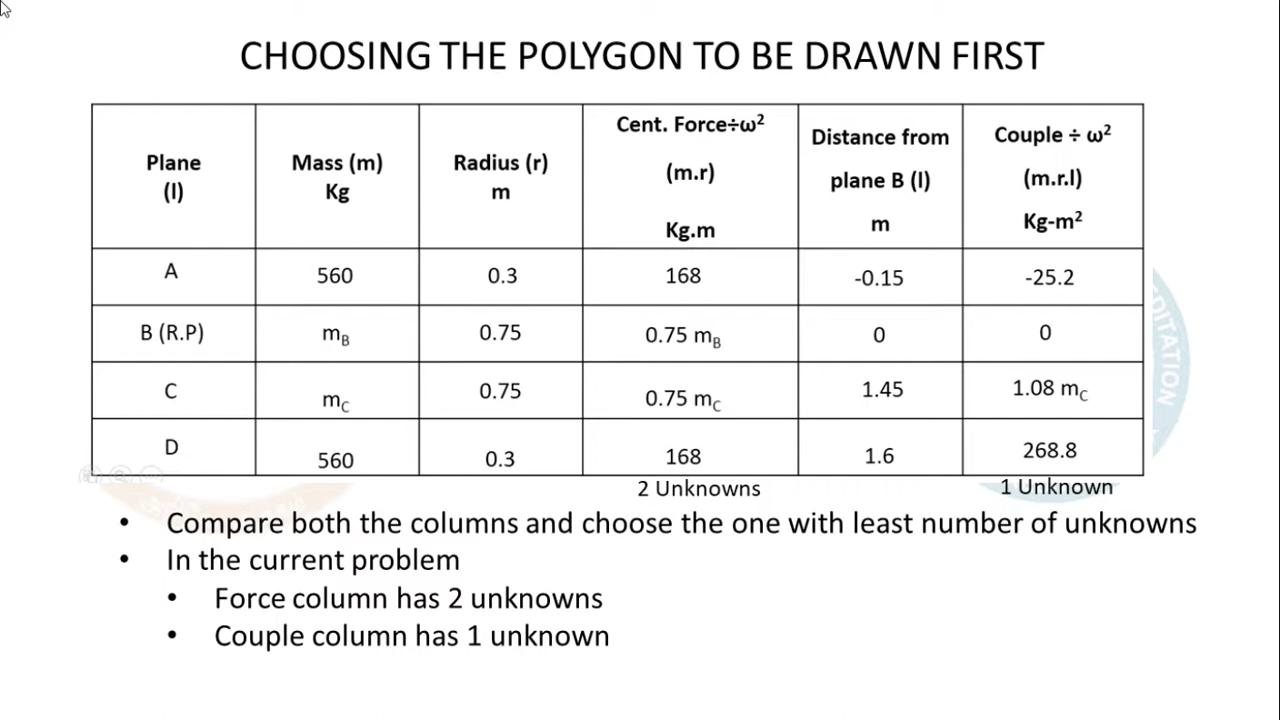 CHOOSING THE POLYGON TO BE DRAWN FIRST
Plane (l) | Mass (m) Kg | Radius (r) m | Cent. Force÷ω² (m.r) Kg.m | Distance from plane B (l) m | Couple ÷ ω² (m.r.l) Kg-m²
A | 560 | 0.3 | 168 | -0.15 | -25.2
B (R.P) | mB | 0.75 | 0.75 mB | 0 | 0
C | mC | 0.75 | 0.75 mC | 1.45 | 1.08 mC
D | 560 | 0.3 | 168 | 1.6 | 268.8
2 Unknowns 1 Unknown
• Compare both the columns and choose the one with least number of unknowns
• In the current problem
• Force column has 2 unknowns
• Couple column has 1 unknown